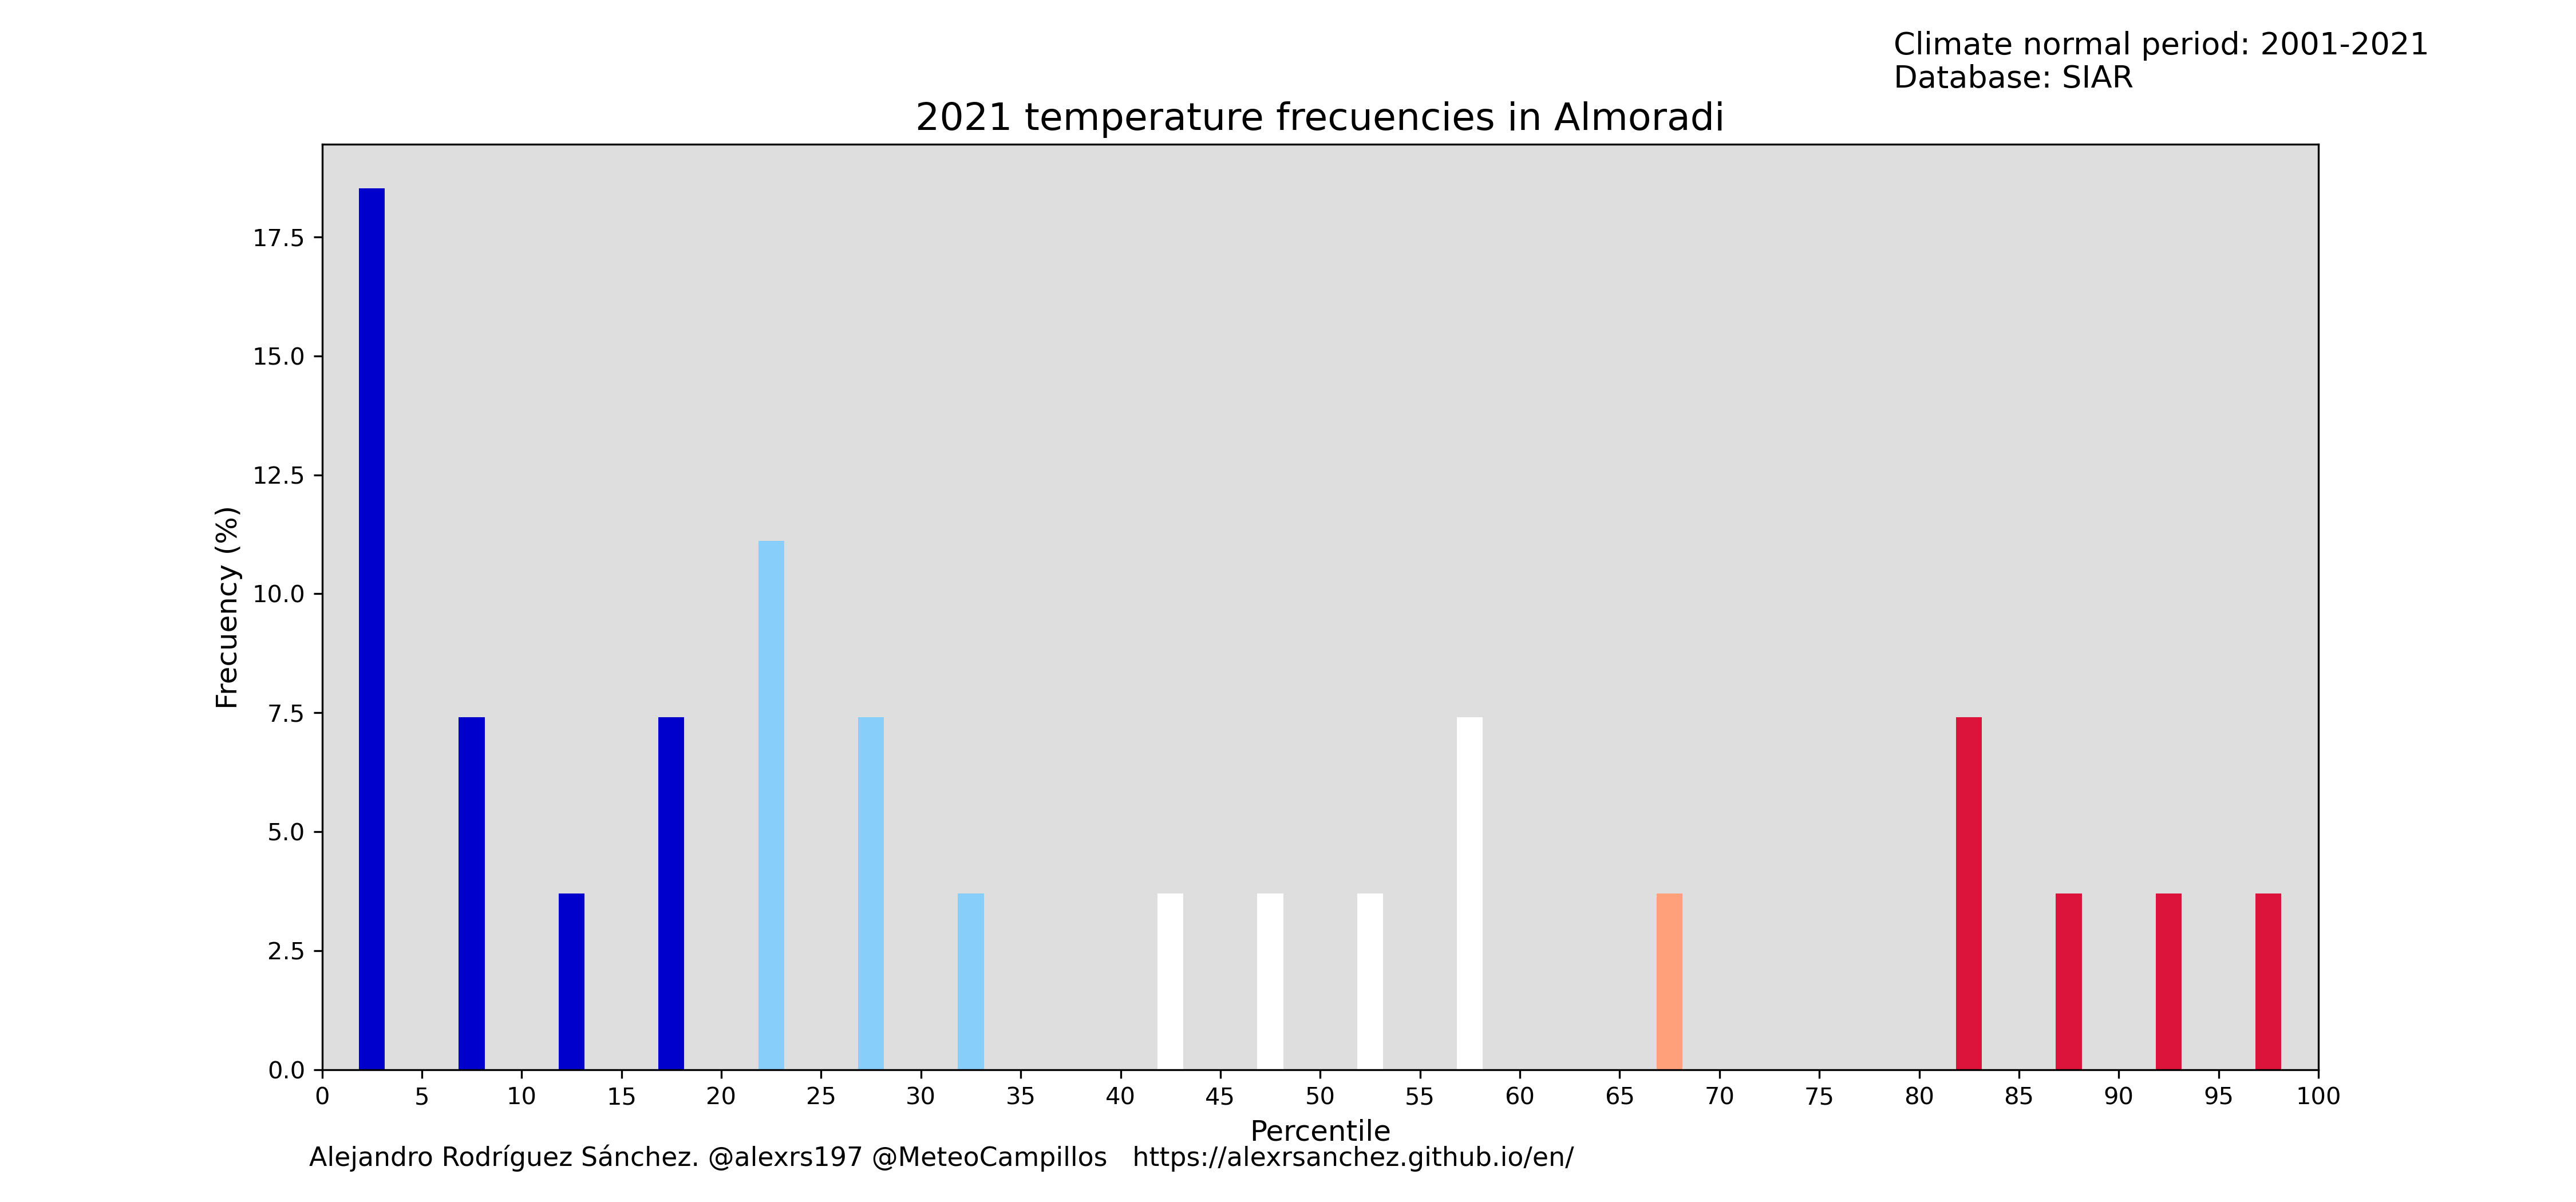 Climate normal period: 2001-2021
Database: SIAR
2021 temperature frecuencies in Almoradi
Frecuency (%)
17.5
15.0
12.5
10.0
7.5
5.0
2.5
0.0
0 5 10 15 20 25 30 35 40 45 50 55 60 65 70 75 80 85 90 95 100
Percentile
Alejandro Rodríguez Sánchez. @alexrs197 @MeteoCampillos https://alexrsanchez.github.io/en/